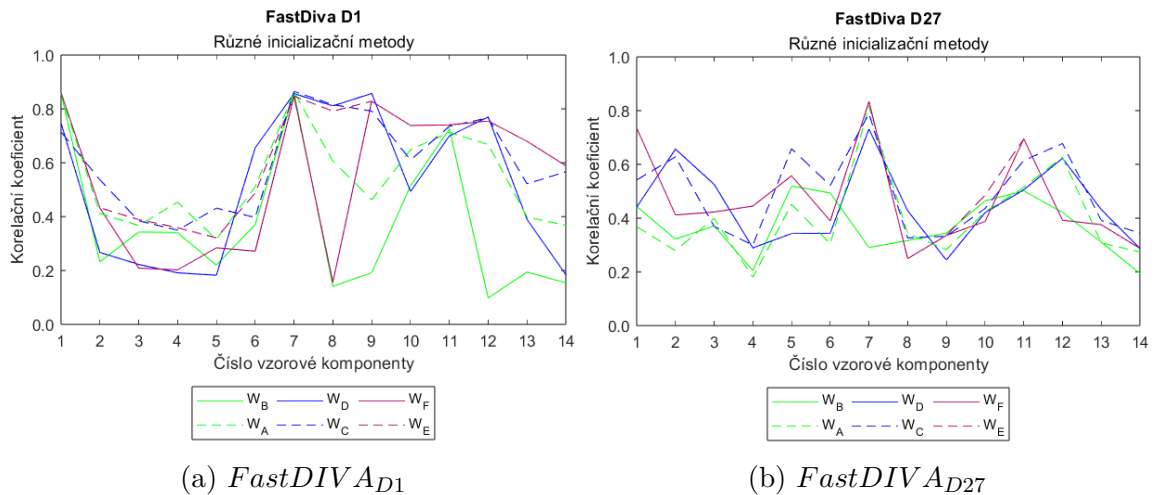 FastDiva D1
Různé inicializační metody
Korelační koeficient
1.0
0.8
0.6
0.4
0.2
0.0
1 2 3 4 5 6 7 8 9 10 11 12 13 14
Číslo vzorové komponenty
W_B W_D W_F
W_A W_C W_E
(a) FastDIVA_{D1}
FastDiva D27
Různé inicializační metody
Korelační koeficient
1.0
0.8
0.6
0.4
0.2
0.0
1 2 3 4 5 6 7 8 9 10 11 12 13 14
Číslo vzorové komponenty
W_B W_D W_F
W_A W_C W_E
(b) FastDIVA_{D27}